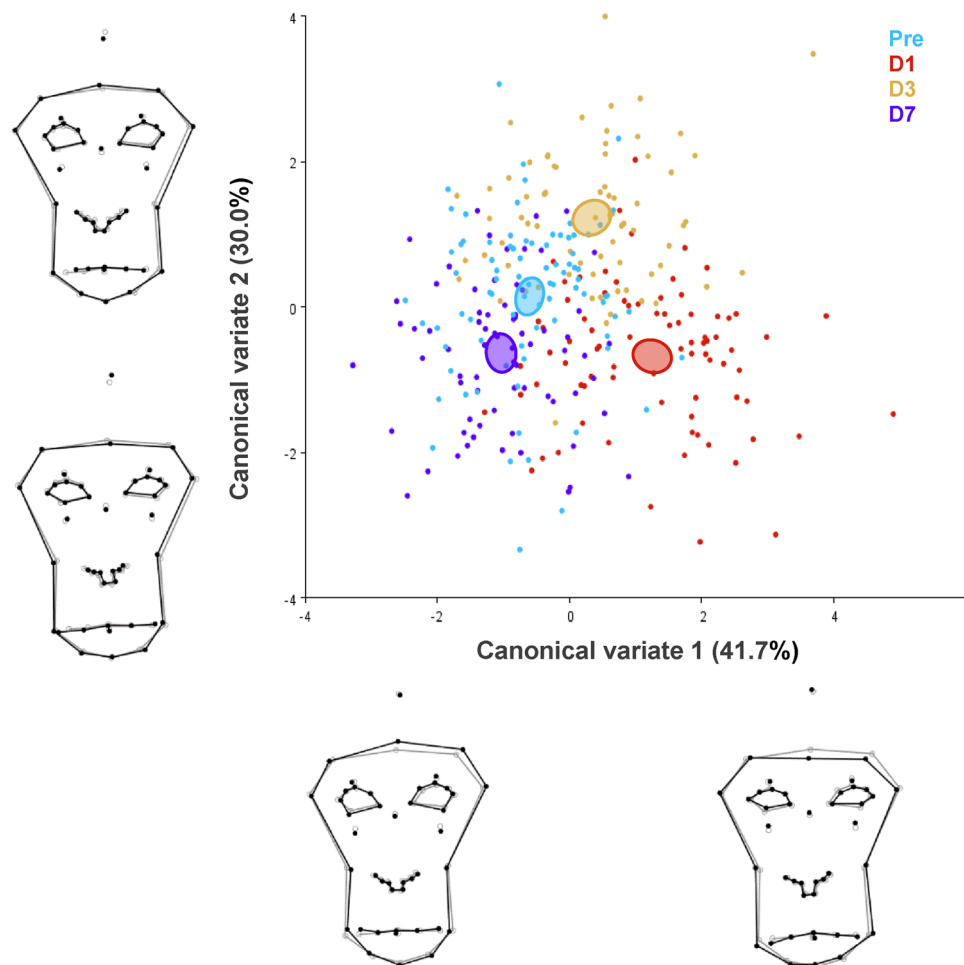 4
Pre
D1
D3
D7
2
Canonical variate 2 (30.0%)
0
-2
-4
-4
-2
0
2
4
Canonical variate 1 (41.7%)